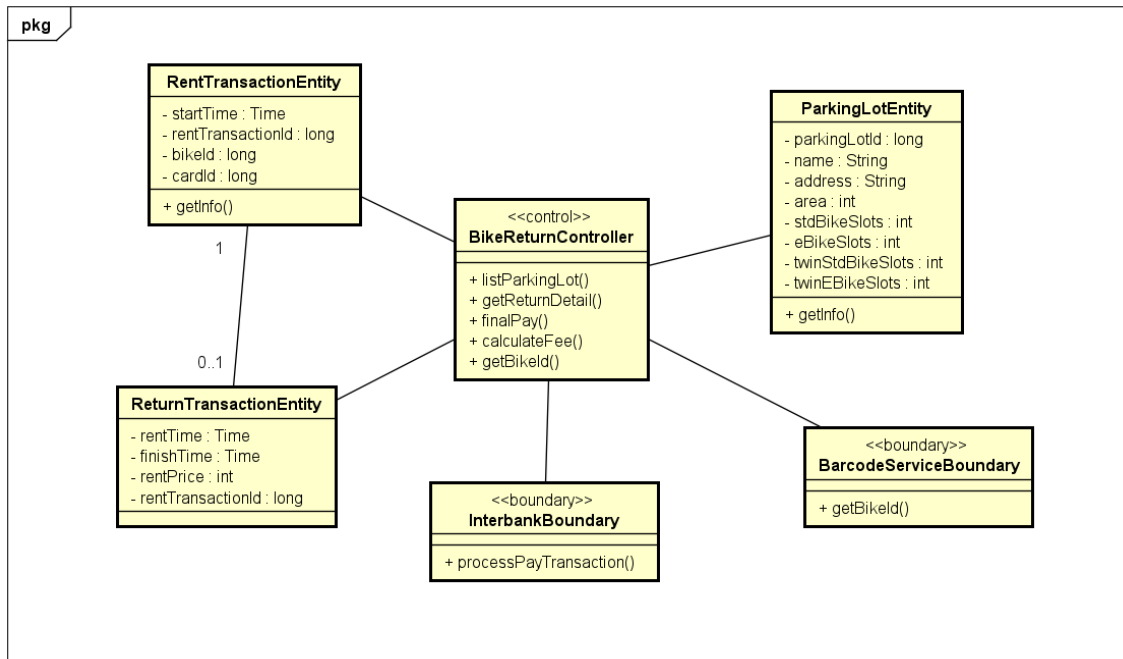 pkg
RentTransactionEntity
- startTime : Time
- rentTransactionId : long
- bikeId : long
- cardId : long
+ getInfo()
ParkingLotEntity
- parkingLotId : long
- name : String
- address : String
- area : int
- stdBikeSlots : int
- eBikeSlots : int
- twinStdBikeSlots : int
- twinEBikeSlots : int
+ getInfo()
<<control>>
BikeReturnController
+ listParkingLot()
+ getReturnDetail()
+ finalPay()
+ calculateFee()
+ getBikeId()
1
0..1
ReturnTransactionEntity
- rentTime : Time
- finishTime : Time
- rentPrice : int
- rentTransactionId : long
<<boundary>>
InterbankBoundary
+ processPayTransaction()
<<boundary>>
BarcodeServiceBoundary
+ getBikeId()